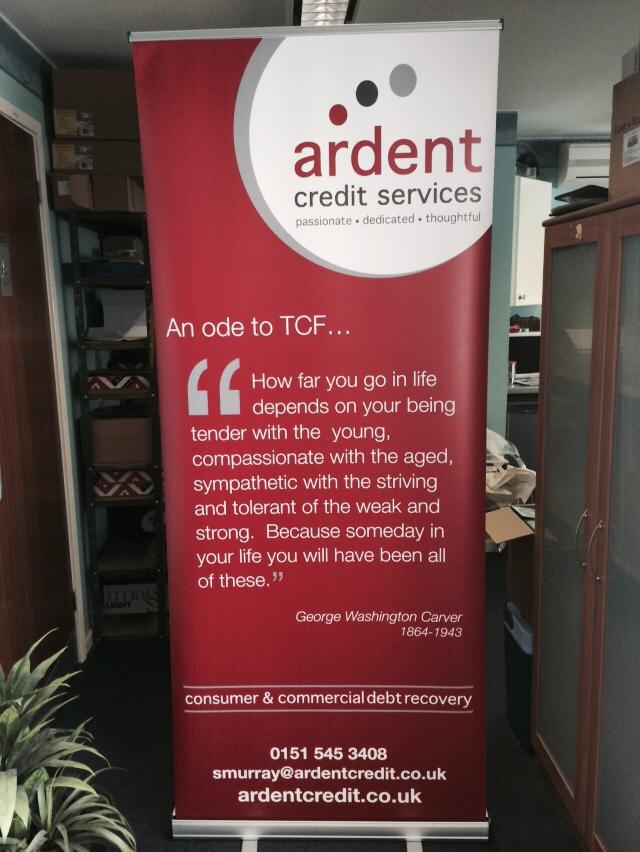 ardent
credit services
passionate • dedicated • thoughtful
An ode to TCF...
“ How far you go in life
depends on your being
tender with the young,
compassionate with the aged,
sympathetic with the striving
and tolerant of the weak and
strong. Because someday in
your life you will have been all
of these.”
George Washington Carver
1864-1943
consumer & commercial debt recovery
0151 545 3408
smurray@ardentcredit.co.uk
ardentcredit.co.uk
LIGHT